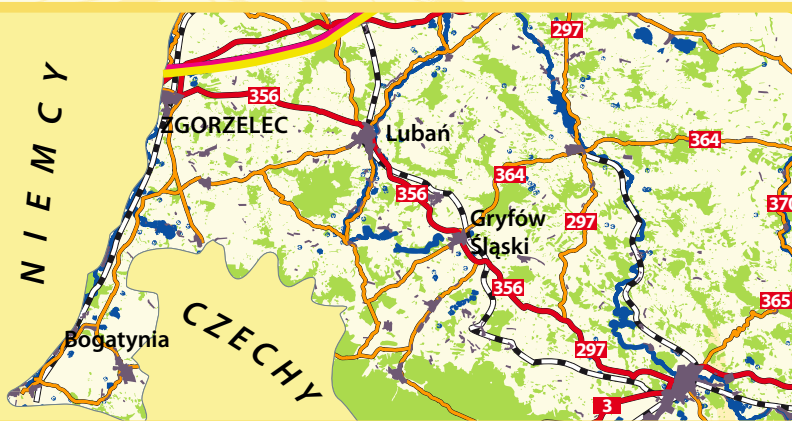 297
356
ZGORZELEC
Lubań
364
364
NIEMCY
356
370
Gryfów
Śląski
297
356
365
CZECHY
Bogatynia
297
3